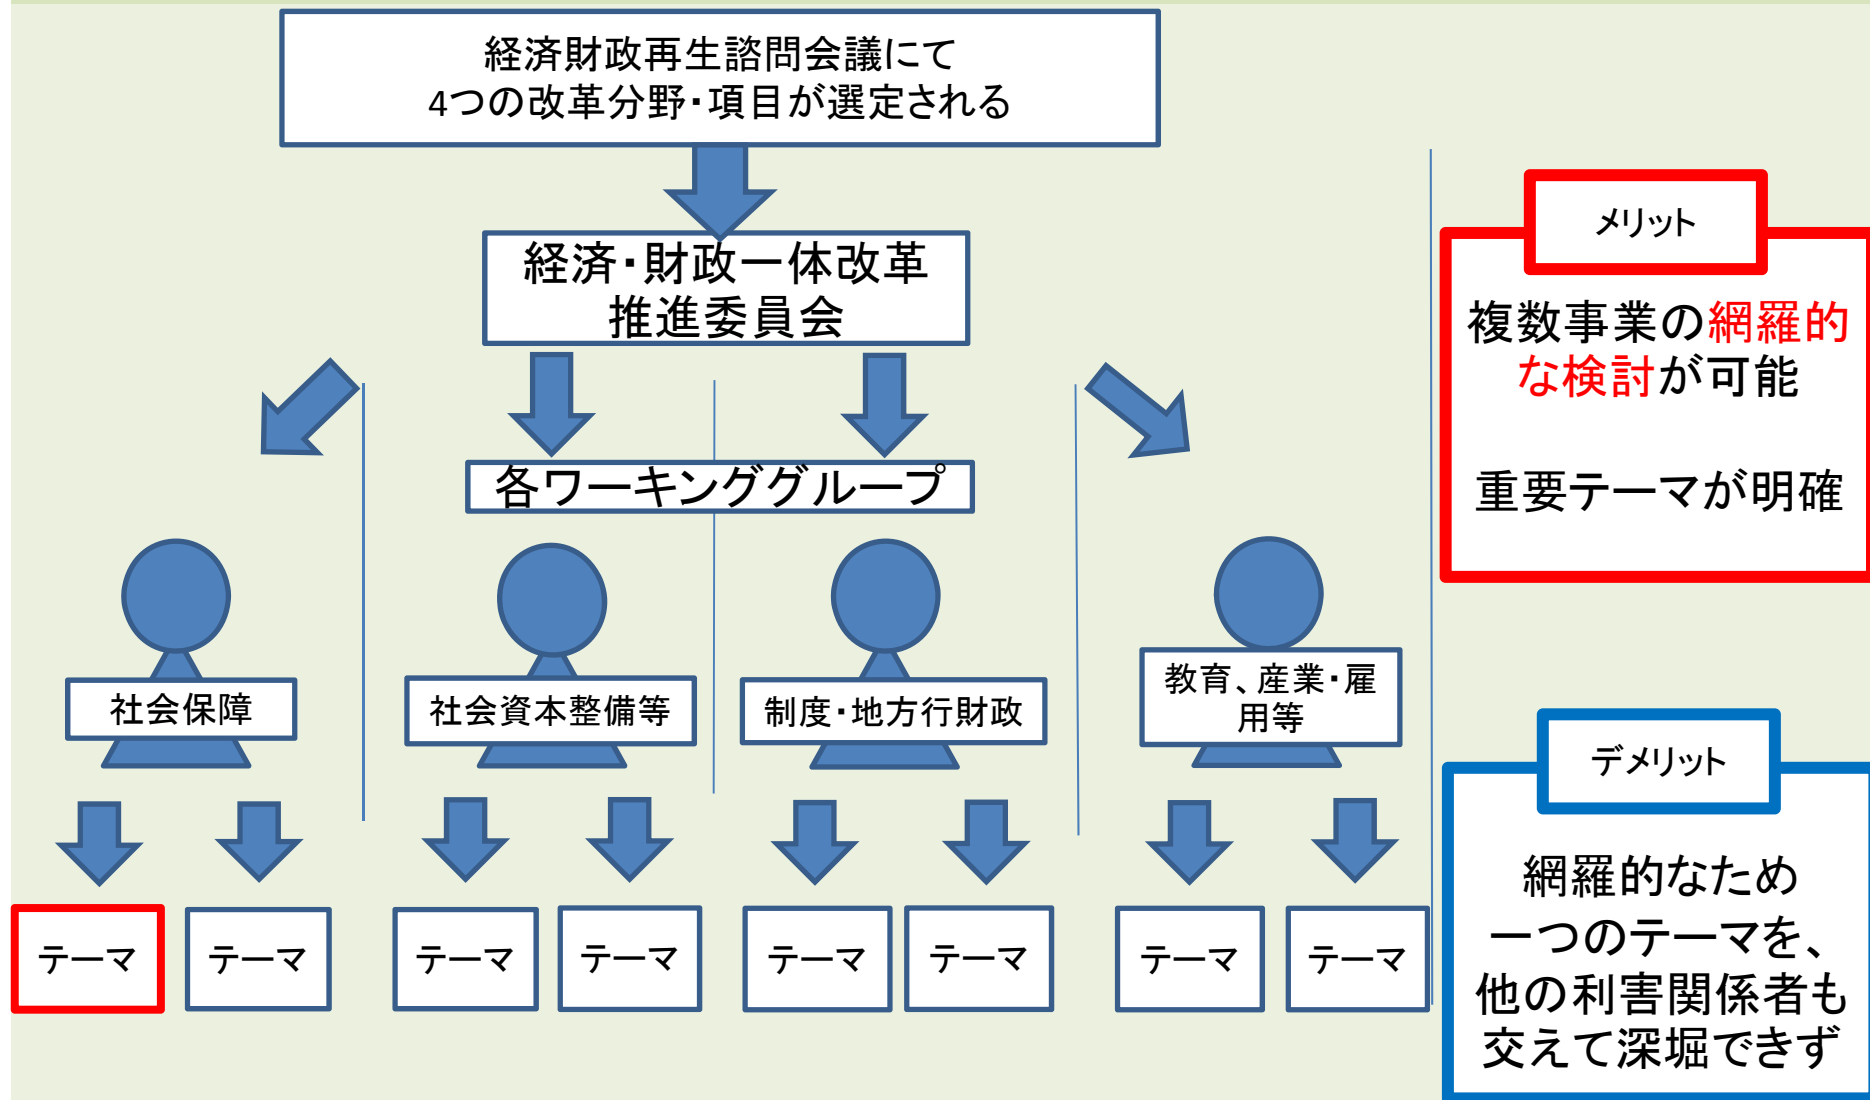 経済財政再生諮問会議にて
4つの改革分野・項目が選定される
経済・財政一体改革
推進委員会
各ワーキンググループ
社会保障
社会資本整備等
制度・地方行財政
教育、産業・雇
用等
テーマ
テーマ
テーマ
テーマ
テーマ
テーマ
テーマ
テーマ
メリット
複数事業の網羅的
な検討が可能
重要テーマが明確
デメリット
網羅的なため
一つのテーマを、
他の利害関係者も
交えて深堀できず